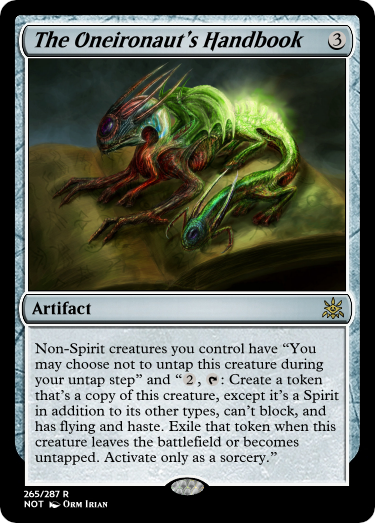 The Oneironaut's Handbook 3
Artifact
Non-Spirit creatures you control have “You
may choose not to untap this creature during
your untap step” and “2, : Create a token
that's a copy of this creature, except it's a Spirit
in addition to its other types, can't block, and
has flying and haste. Exile that token when this
creature leaves the battlefield or becomes
untapped. Activate only as a sorcery.”
265/287 R
NOT Orm Irian